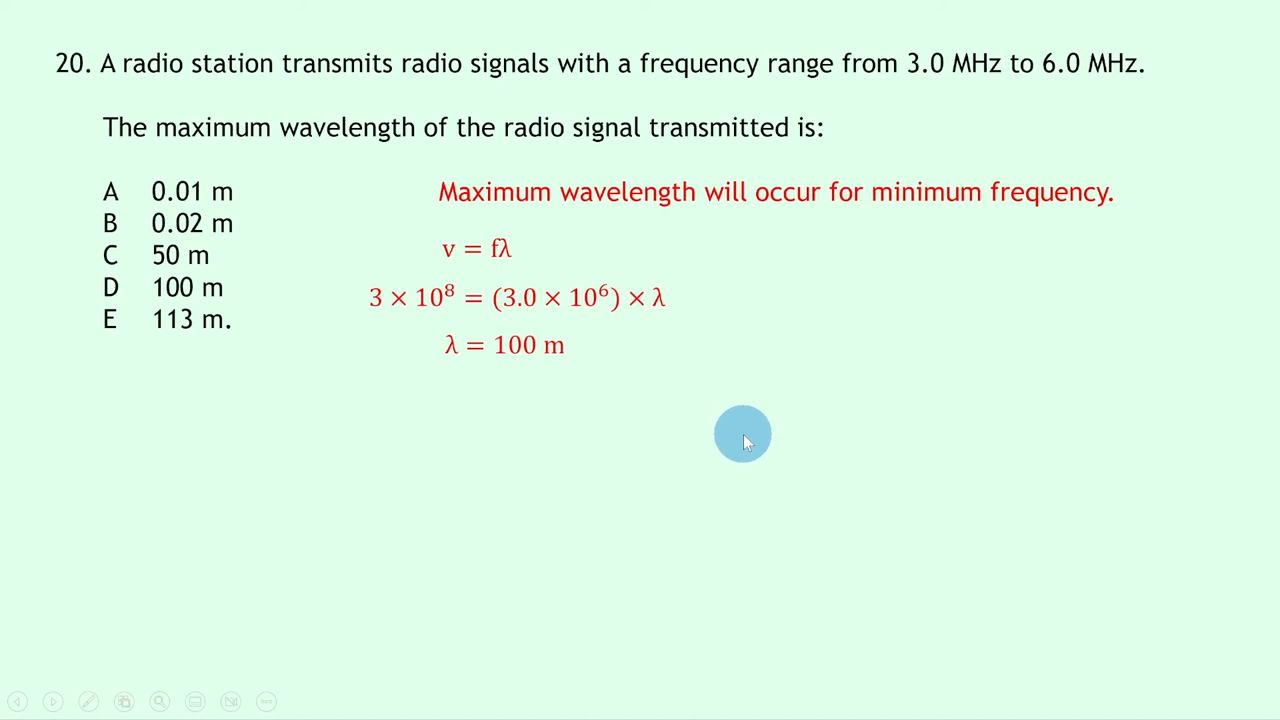 20. A radio station transmits radio signals with a frequency range from 3.0 MHz to 6.0 MHz.
The maximum wavelength of the radio signal transmitted is:
A 0.01 m
B 0.02 m
C 50 m
D 100 m
E 113 m.
Maximum wavelength will occur for minimum frequency.
v = fλ
3 × 10⁸ = (3.0 × 10⁶) × λ
λ = 100 m